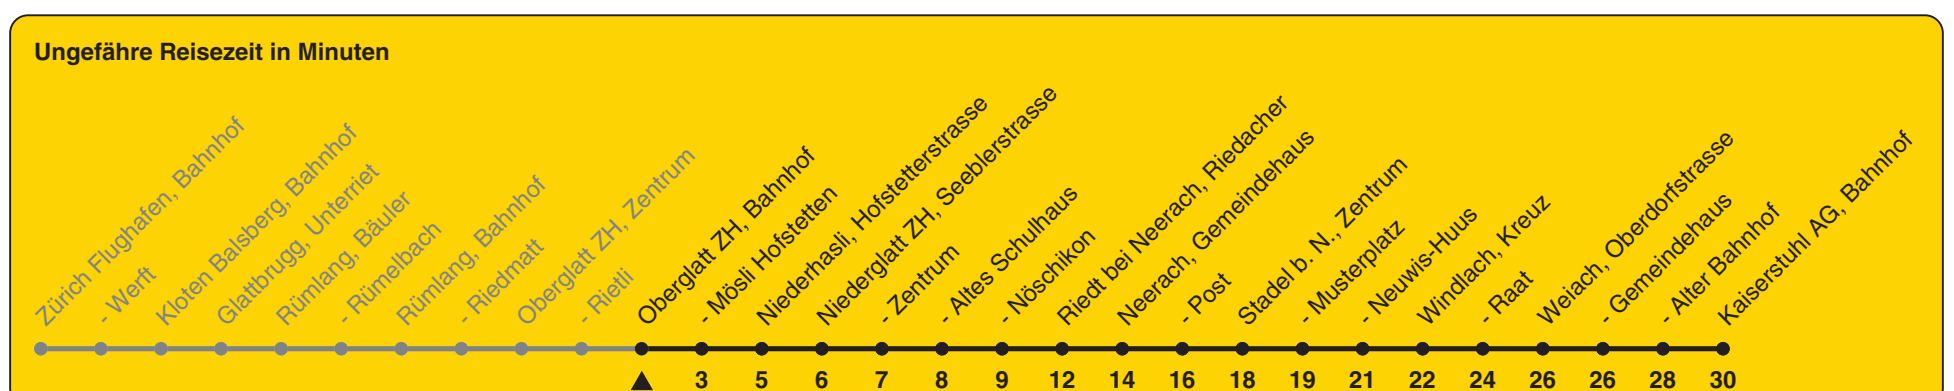 Ungefähre Reisezeit in Minuten
Zürich Flughafen, Bahnhof
- Werft
Kloten Balsberg, Bahnhof
Glattbrugg, Unterriet
Rümlang, Bäuler
- Rümelbach
Rümlang, Bahnhof
- Riedmatt
Oberglatt ZH, Zentrum
- Rietli
Oberglatt ZH, Bahnhof
- Mösli Hofstetten
Niederhasli, Hofstetterstrasse
Niederglatt ZH, Seeblerstrasse
- Zentrum
- Altes Schulhaus
- Nöschikon
Riedt bei Neerach, Riedacher
Neerach, Gemeindehaus
- Post
Stadel b. N., Zentrum
- Musterplatz
- Neuwis-Huus
Windlach, Kreuz
- Raat
Weiach, Oberdorfstrasse
- Gemeindehaus
- Alter Bahnhof
Kaiserstuhl AG, Bahnhof
3 5 6 7 8 9 12 14 16 18 19 21 22 24 26 26 28 30